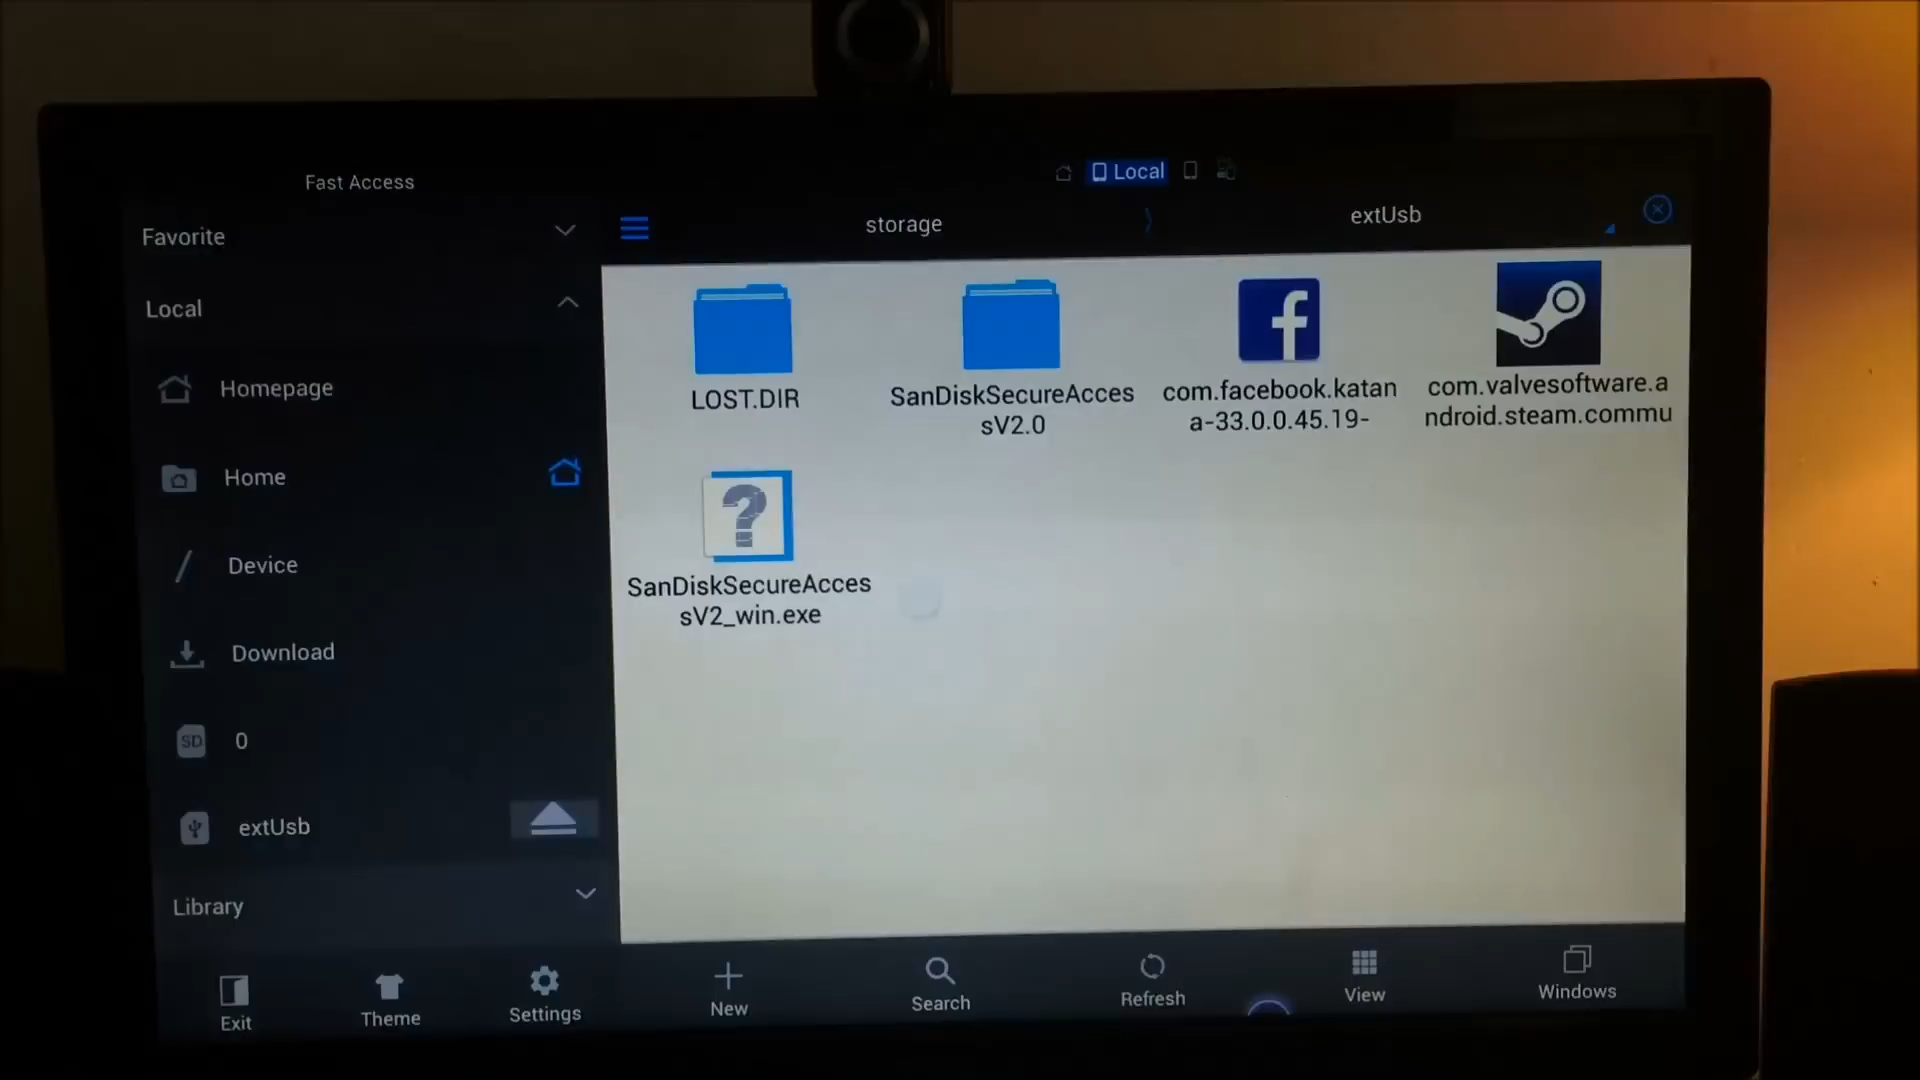 Fast Access
Local
Favorite
storage
extUsb
Local
LOST.DIR
SanDiskSecureAcces
sV2.0
com.facebook.katan
a-33.0.0.45.19-
com.valvesoftware.a
ndroid.steam.commu
Homepage
Home
Device
SanDiskSecureAcces
sV2_win.exe
Download
SD
0
extUsb
Library
Exit
Theme
Settings
New
Search
Refresh
View
Windows